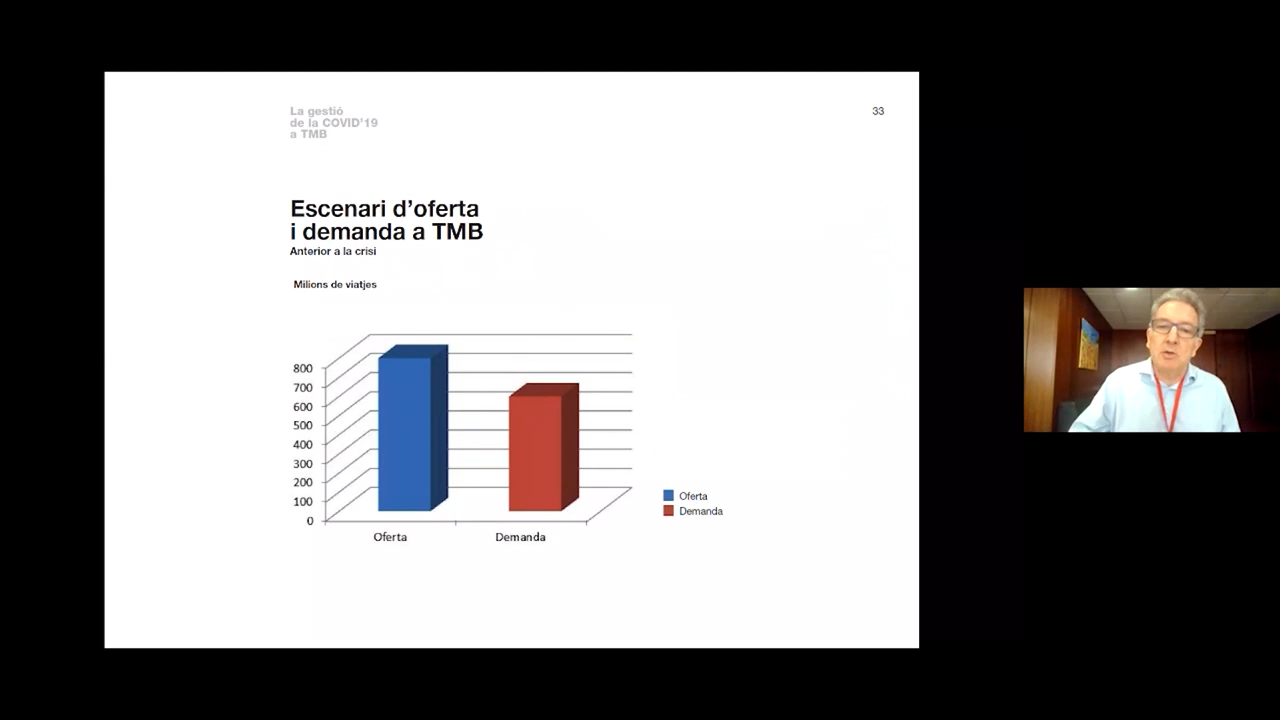 La gestió
de la COVID'19
a TMB
33
Escenari d'oferta
i demanda a TMB
Anterior a la crisi
Milions de viatjes
800
700
600
500
400
300
200
100
0
Oferta
Demanda
Oferta
Demanda